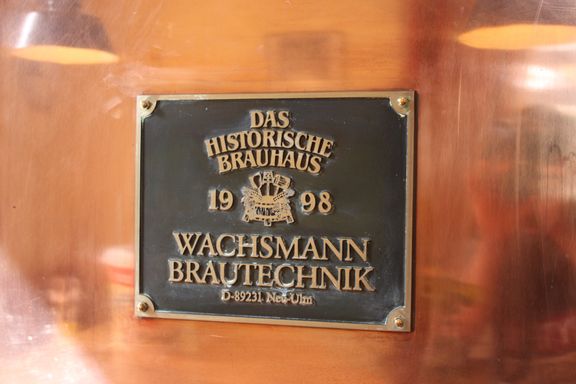 DAS
HISTORISCHE
BRAUHAUS
19 98
WACHSMANN
BRAUTECHNIK
D-89231 Neu-Ulm